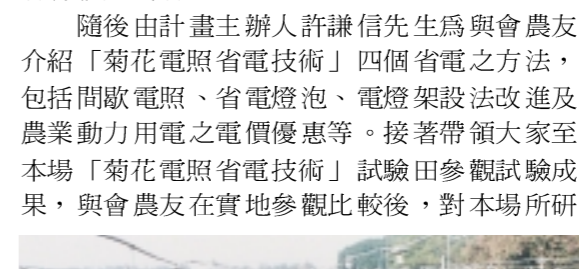 隨後由計畫主辦人許謙信先生為與會農友
介紹「菊花電照省電技術」四個省電之方法，
包括間歇電照、省電燈泡、電燈架設法改進及
農業動力用電之電價優惠等。接著帶領大家至
本場「菊花電照省電技術」試驗田參觀試驗成
果，與會農友在實地參觀比較後，對本場所研